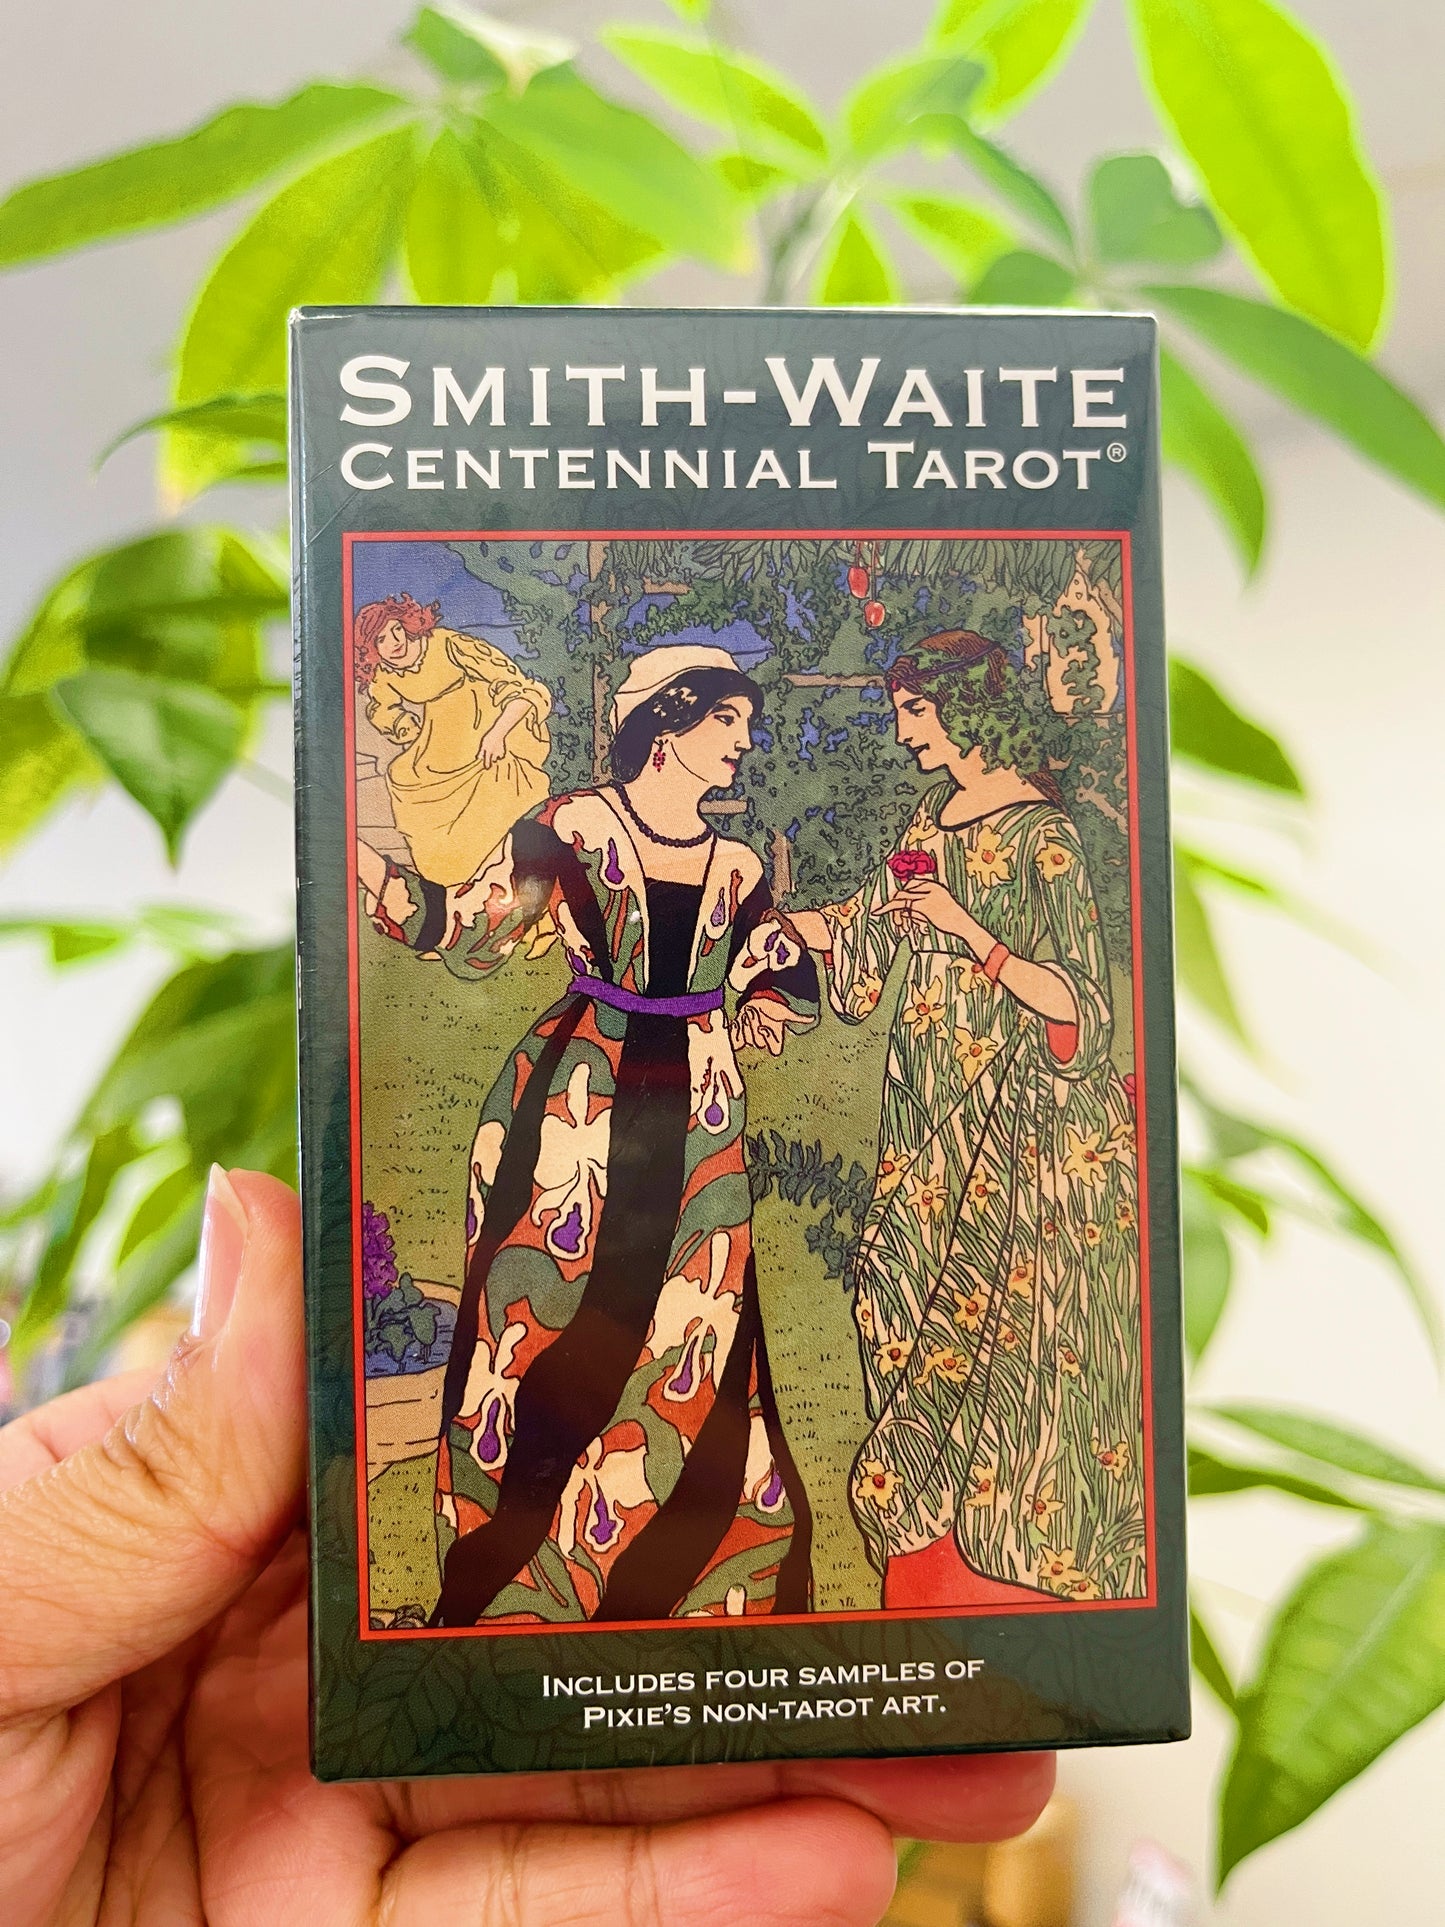 SMITH-WAITE
CENTENNIAL TAROT®
INCLUDES FOUR SAMPLES OF
PIXIE'S NON-TAROT ART.